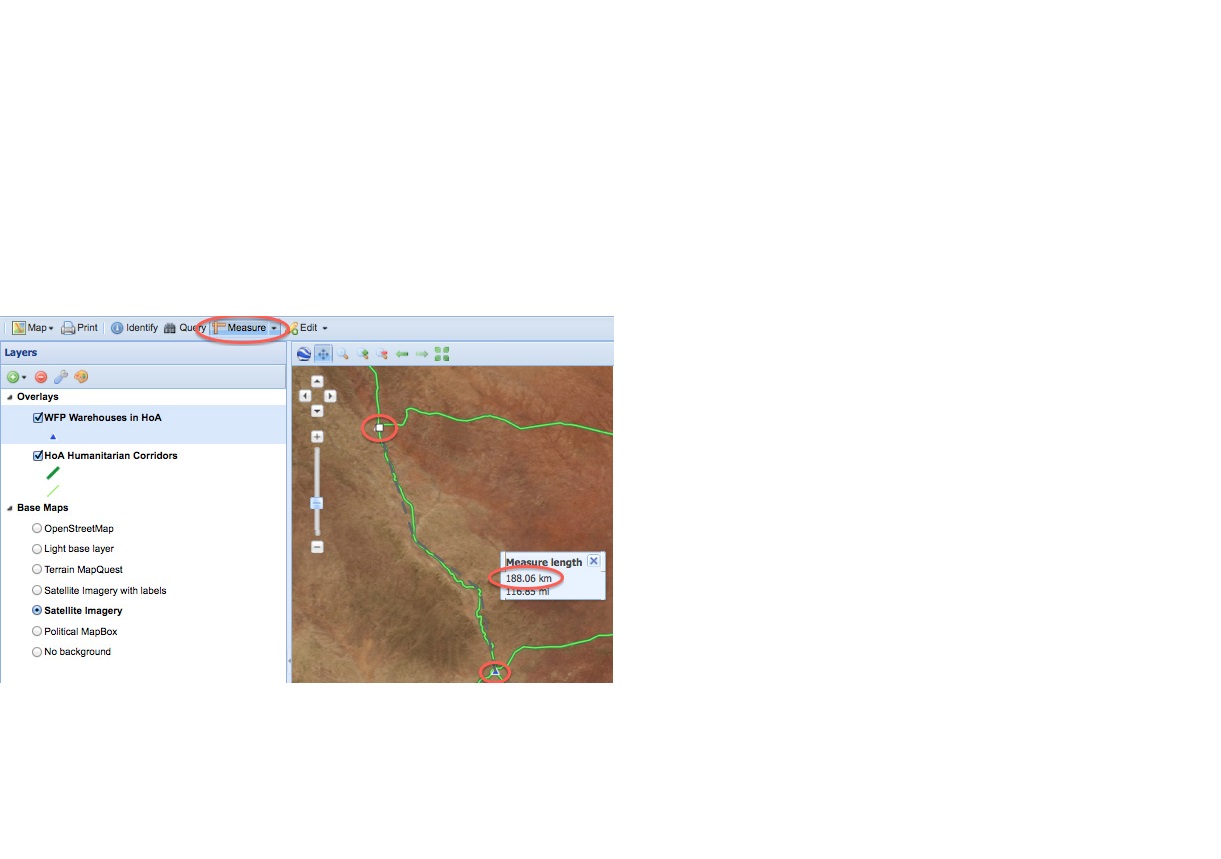 Map Print Identify Query Measure Edit
Layers
Overlays
WFP Warehouses in HoA
HoA Humanitarian Corridors
Base Maps
OpenStreetMap
Light base layer
Terrain MapQuest
Satellite Imagery with labels
Satellite Imagery
Political MapBox
No background
Measure length
188.06 km
116.85 mi